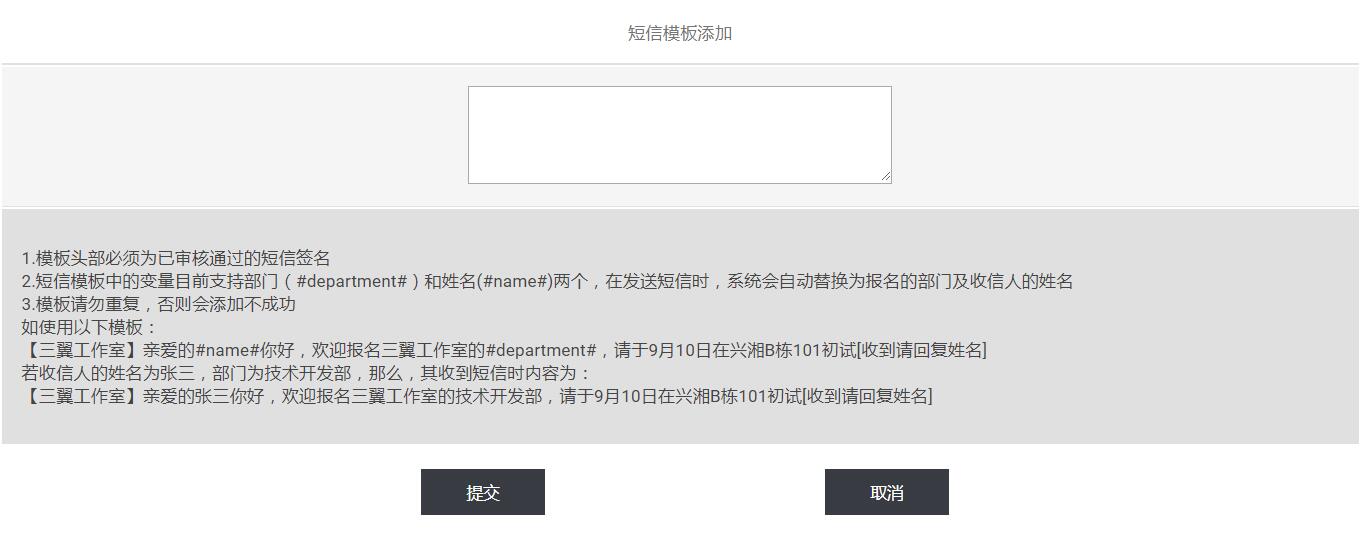 短信模板添加
1.模板头部必须为已审核通过的短信签名
2.短信模板中的变量目前支持部门（#department#）和姓名(#name#)两个，在发送短信时，系统会自动替换为报名的部门及收信人的姓名
3.模板请勿重复，否则会添加不成功
如使用以下模板：
【三翼工作室】亲爱的#name#你好，欢迎报名三翼工作室的#department#，请于9月10日在兴湘B栋101初试[收到请回复姓名]
若收信人的姓名为张三，部门为技术开发部，那么，其收到短信时内容为：
【三翼工作室】亲爱的张三你好，欢迎报名三翼工作室的技术开发部，请于9月10日在兴湘B栋101初试[收到请回复姓名]
提交
取消